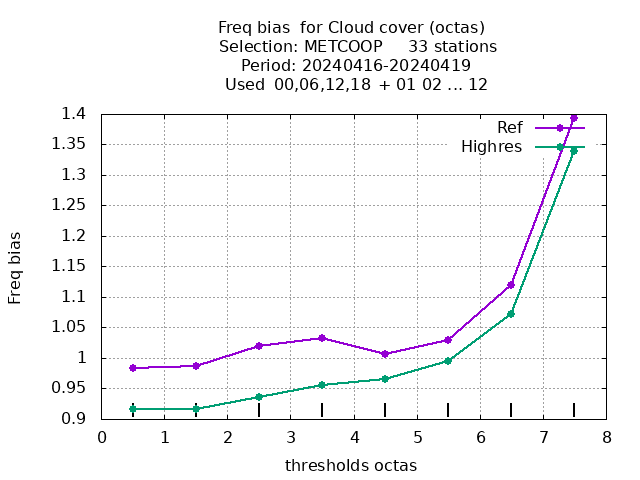 Freq bias  for Cloud cover (octas)
Selection: METCOOP     33 stations
Period: 20240416-20240419
Used  00,06,12,18 + 01 02 ... 12
1.4
1.35
1.3
1.25
1.2
1.15
1.1
1.05
1
0.95
0.9
Freq bias
Ref
Highres
0 1 2 3 4 5 6 7 8
thresholds octas